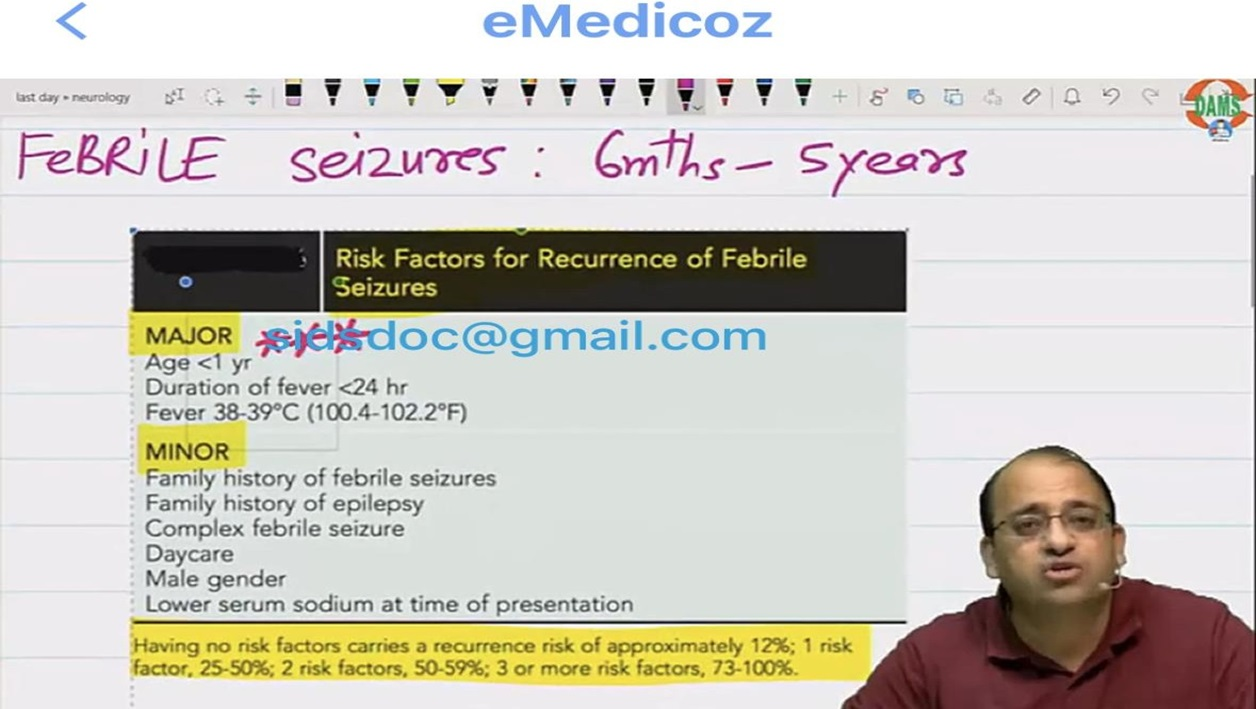 eMedicoz
last day » neurology
DAMS
FeBRiLE seizures : 6mths – 5years
Risk Factors for Recurrence of Febrile
Seizures
MAJOR
sidsdoc@gmail.com
Age <1 yr
Duration of fever <24 hr
Fever 38-39°C (100.4-102.2°F)
MINOR
Family history of febrile seizures
Family history of epilepsy
Complex febrile seizure
Daycare
Male gender
Lower serum sodium at time of presentation
Having no risk factors carries a recurrence risk of approximately 12%; 1 risk
factor, 25-50%; 2 risk factors, 50-59%; 3 or more risk factors, 73-100%.